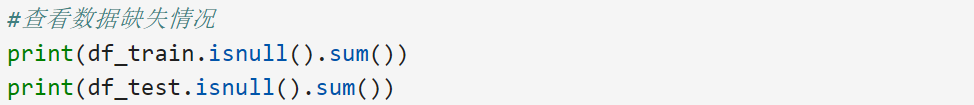 #查看数据缺失情况
print(df_train.isnull().sum())
print(df_test.isnull().sum())